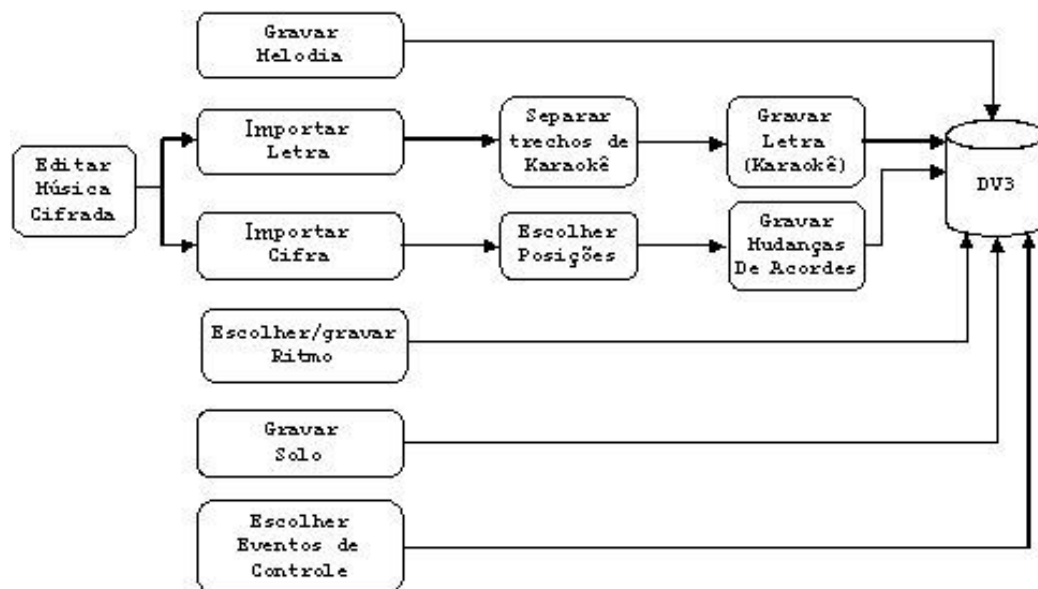 Gravar
Melodia
Importar
Letra
Separar
trechos de
Karaokê
Gravar
Letra
(Karaokê)
DV3
Editar
Música
Cifrada
Importar
Cifra
Escolher
Posições
Gravar
Mudanças
De Acordes
Escolher/gravar
Ritmo
Gravar
Solo
Escolher
Eventos de
Controle